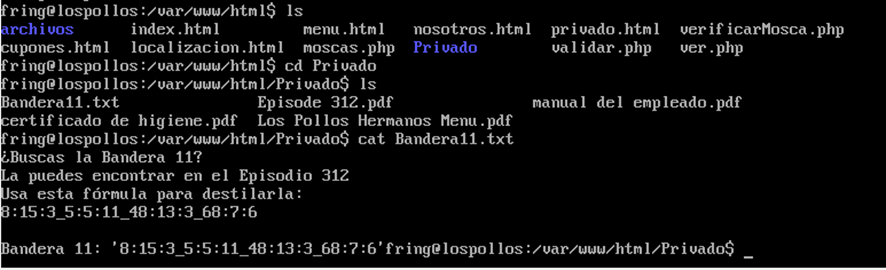 fring@lospollos:/var/www/html$ ls
archivos index.html menu.html nosotros.html privado.html verificarMosca.php
cupones.html localizacion.html moscas.php Privado validar.php ver.php
fring@lospollos:/var/www/html$ cd Privado
fring@lospollos:/var/www/html/Privado$ ls
Bandera11.txt Episode 312.pdf manual del empleado.pdf
certificado de higiene.pdf Los Pollos Hermanos Menu.pdf
fring@lospollos:/var/www/html/Privado$ cat Bandera11.txt
¿Buscas la Bandera 11?
La puedes encontrar en el Episodio 312
Usa esta fórmula para destilarla:
8:15:3_5:5:11_48:13:3_68:7:6

Bandera 11: '8:15:3_5:5:11_48:13:3_68:7:6'fring@lospollos:/var/www/html/Privado$ _